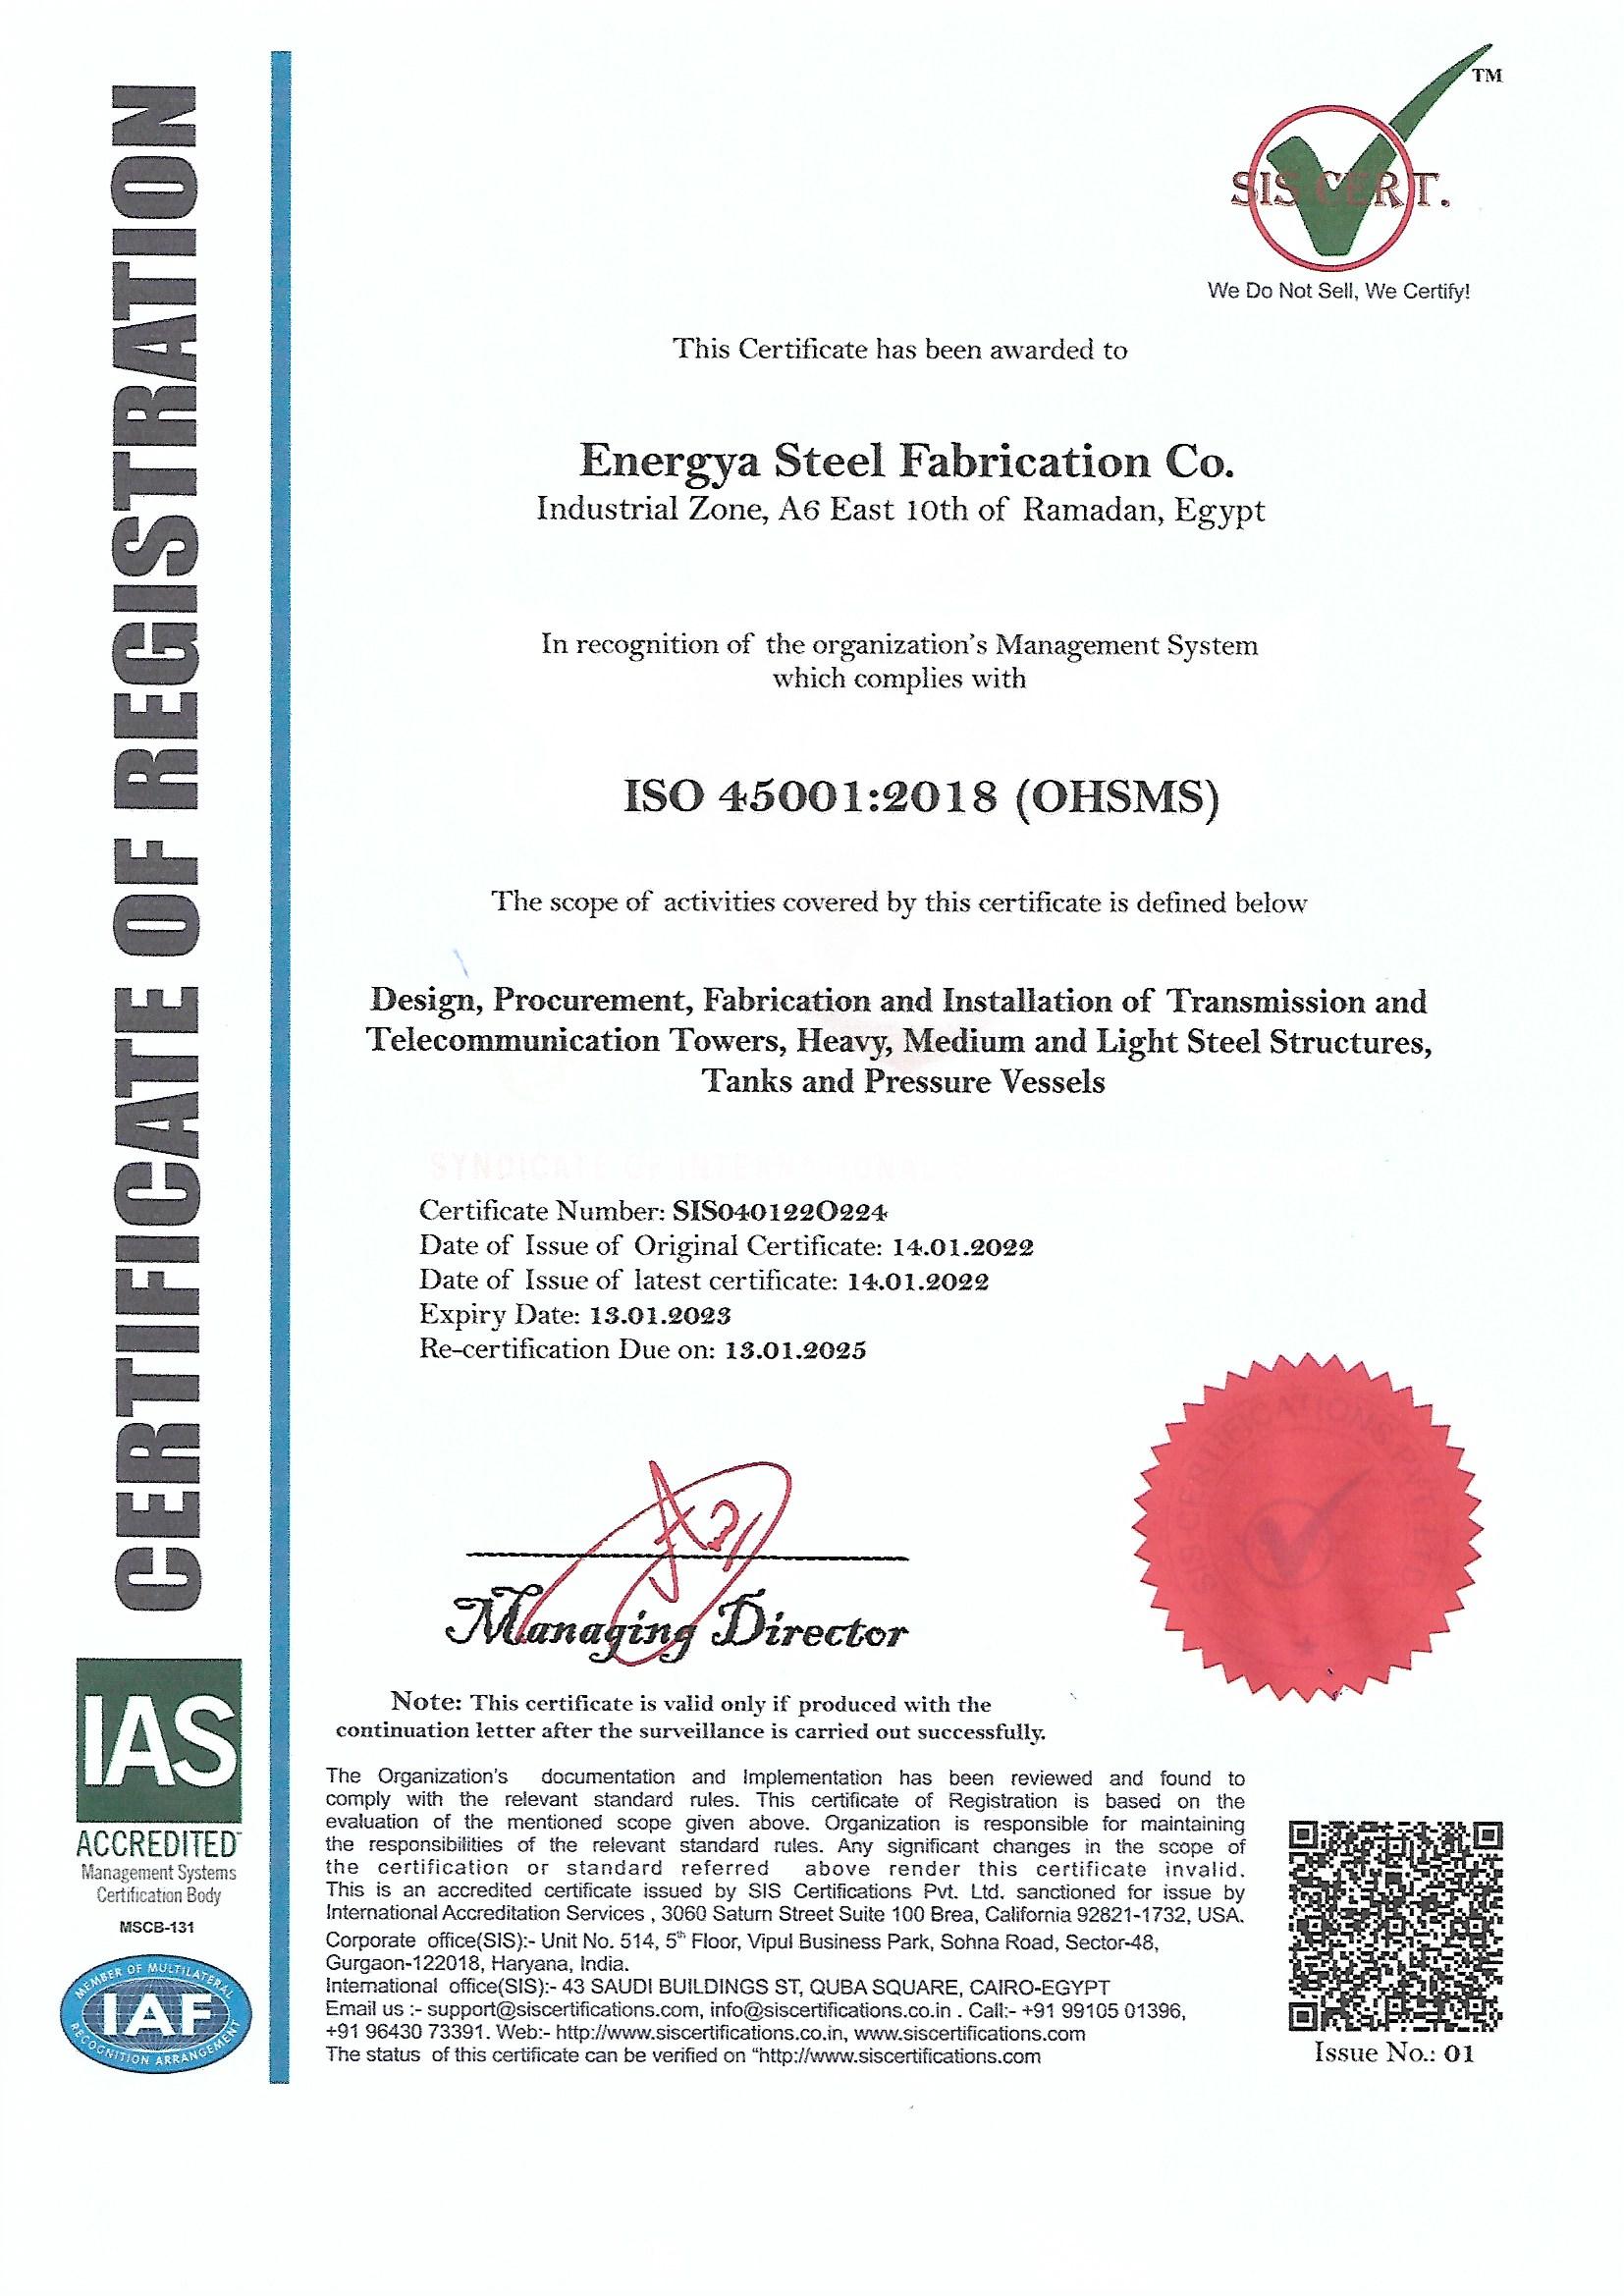 CERTIFICATE OF REGISTRATION
TM
SIS CERT.
We Do Not Sell, We Certify!
This Certificate has been awarded to
Energya Steel Fabrication Co.
Industrial Zone, A6 East 10th of Ramadan, Egypt
In recognition of the organization's Management System
which complies with
ISO 45001:2018 (OHSMS)
The scope of activities covered by this certificate is defined below
Design, Procurement, Fabrication and Installation of Transmission and
Telecommunication Towers, Heavy, Medium and Light Steel Structures,
Tanks and Pressure Vessels
Certificate Number: SIS040122O224
Date of Issue of Original Certificate: 14.01.2022
Date of Issue of latest certificate: 14.01.2022
Expiry Date: 13.01.2023
Re-certification Due on: 13.01.2025
Managing Director
Note: This certificate is valid only if produced with the
continuation letter after the surveillance is carried out successfully.
The Organization's documentation and Implementation has been reviewed and found to
comply with the relevant standard rules. This certificate of Registration is based on the
evaluation of the mentioned scope given above. Organization is responsible for maintaining
the responsibilities of the relevant standard rules. Any significant changes in the scope of
the certification or standard referred above render this certificate invalid.
This is an accredited certificate issued by SIS Certifications Pvt. Ltd. sanctioned for issue by
International Accreditation Services , 3060 Saturn Street Suite 100 Brea, California 92821-1732, USA.
Corporate office(SIS):- Unit No. 514, 5th Floor, Vipul Business Park, Sohna Road, Sector-48,
Gurgaon-122018, Haryana, India.
International office(SIS):- 43 SAUDI BUILDINGS ST, QUBA SQUARE, CAIRO-EGYPT
Email us :- support@siscertifications.com, info@siscertifications.co.in . Call:- +91 99105 01396,
+91 96430 73391. Web:- http://www.siscertifications.co.in, www.siscertifications.com
The status of this certificate can be verified on "http://www.siscertifications.com
Issue No.: 01
IAS
ACCREDITED
Management Systems
Certification Body
MSCB-131
MEMBER OF MULTILATERAL
IAF
RECOGNITION ARRANGEMENT